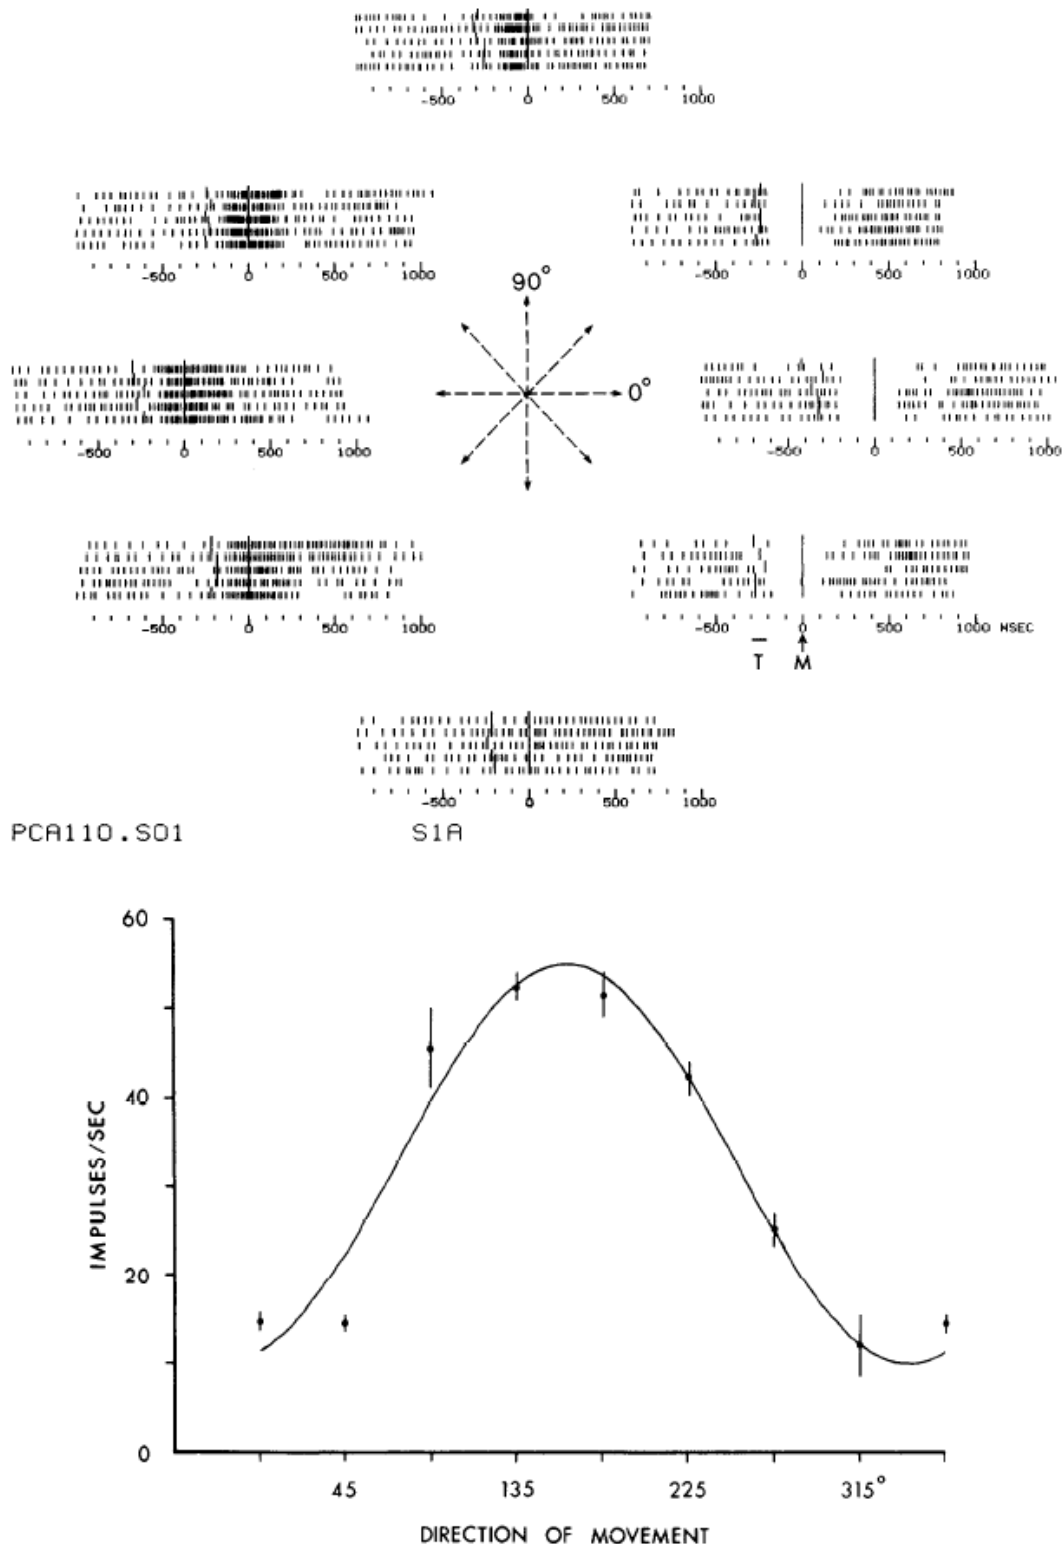 -500 0 500 1000
-500 0 500 1000
-500 0 500 1000
90°
0°
-500 0 500 1000
-500 0 500 1000
-500 0 500 1000
-500 0 500 1000 MSEC
T M
-500 0 500 1000
PCA110.S01 S1A
60
40
20
0
IMPULSES/SEC
45 135 225 315°
DIRECTION OF MOVEMENT